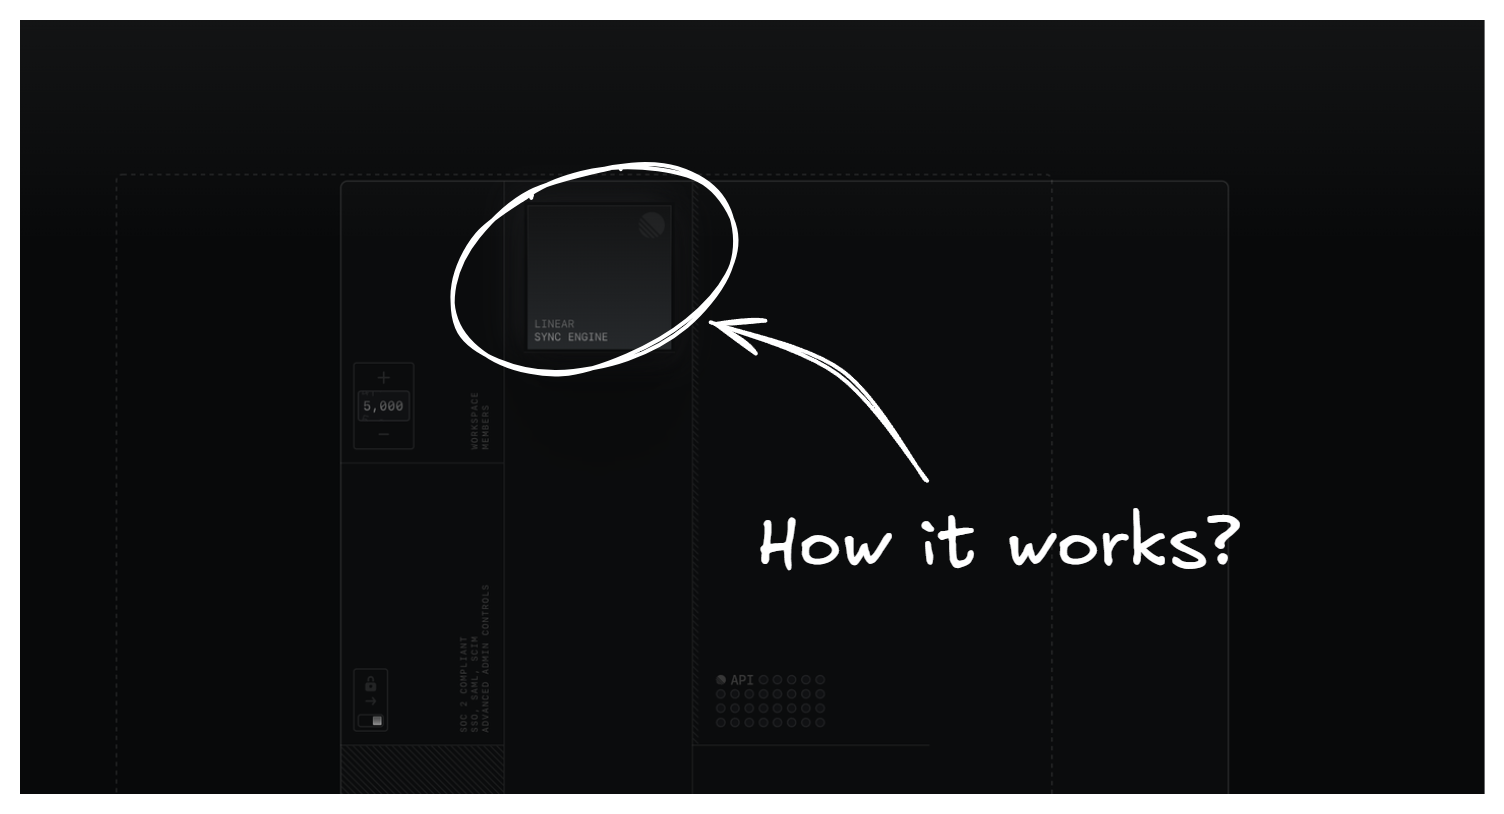 LINEAR
SYNC ENGINE
5,000
WORKSPACE
MEMBERS
How it works?
SOC 2 COMPLIANT
SSO, SAML, SCIM
ADVANCED ADMIN CONTROLS
API